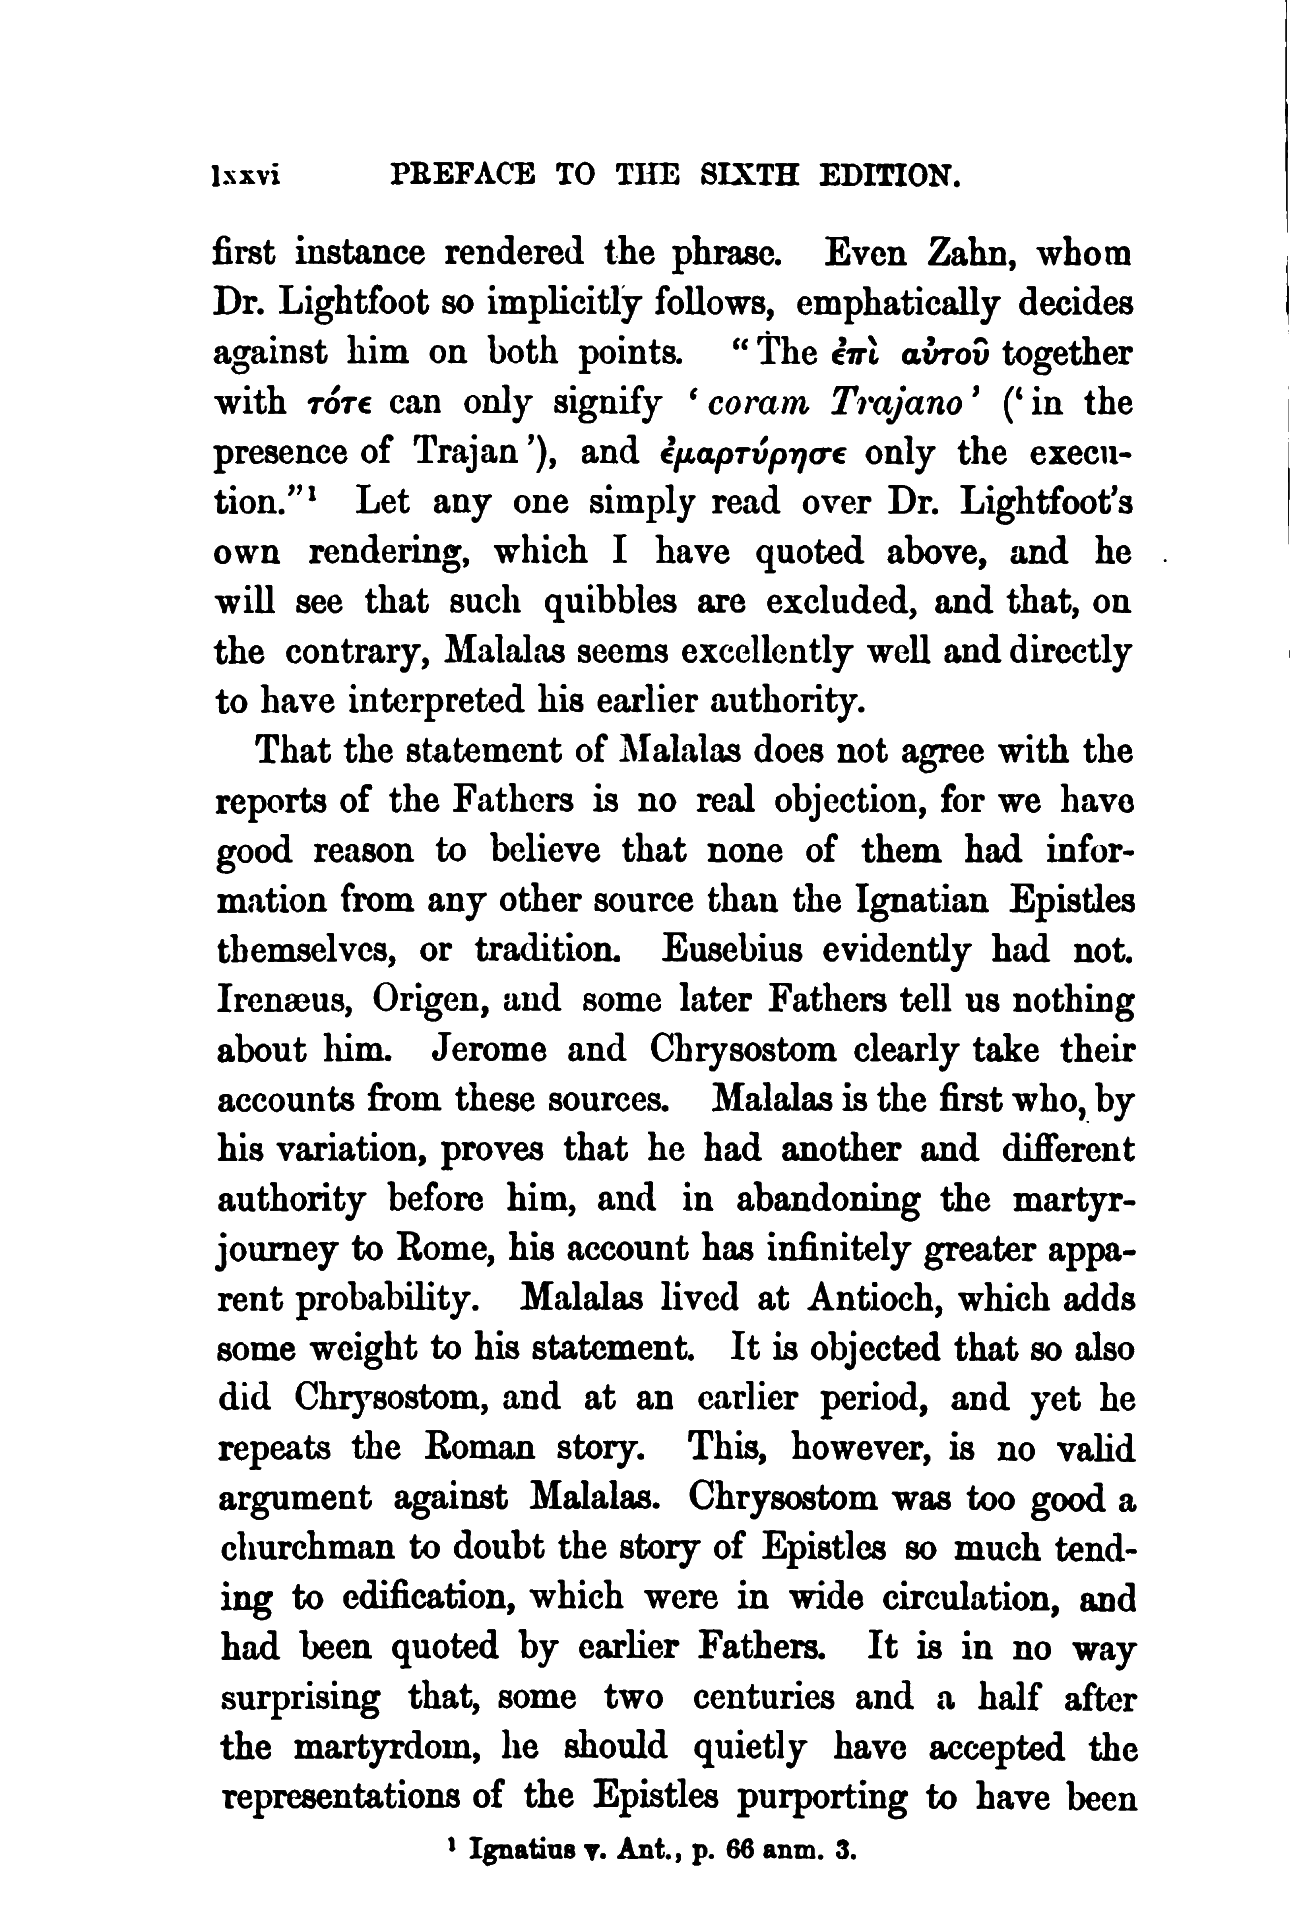 lxxvi PREFACE TO THE SIXTH EDITION.
first instance rendered the phrase. Even Zahn, whom
Dr. Lightfoot so implicitly follows, emphatically decides
against him on both points. “The ἐπὶ αὐτοῦ together
with τότε can only signify ‘coram Trajano’ (‘in the
presence of Trajan’), and ἐμαρτύρησε only the execu-
tion.”¹ Let any one simply read over Dr. Lightfoot’s
own rendering, which I have quoted above, and he
will see that such quibbles are excluded, and that, on
the contrary, Malalas seems excellently well and directly
to have interpreted his earlier authority.
That the statement of Malalas does not agree with the
reports of the Fathers is no real objection, for we have
good reason to believe that none of them had infor-
mation from any other source than the Ignatian Epistles
themselves, or tradition. Eusebius evidently had not.
Irenæus, Origen, and some later Fathers tell us nothing
about him. Jerome and Chrysostom clearly take their
accounts from these sources. Malalas is the first who, by
his variation, proves that he had another and different
authority before him, and in abandoning the martyr-
journey to Rome, his account has infinitely greater appa-
rent probability. Malalas lived at Antioch, which adds
some weight to his statement. It is objected that so also
did Chrysostom, and at an earlier period, and yet he
repeats the Roman story. This, however, is no valid
argument against Malalas. Chrysostom was too good a
churchman to doubt the story of Epistles so much tend-
ing to edification, which were in wide circulation, and
had been quoted by earlier Fathers. It is in no way
surprising that, some two centuries and a half after
the martyrdom, he should quietly have accepted the
representations of the Epistles purporting to have been
¹ Ignatius v. Ant., p. 66 anm. 3.